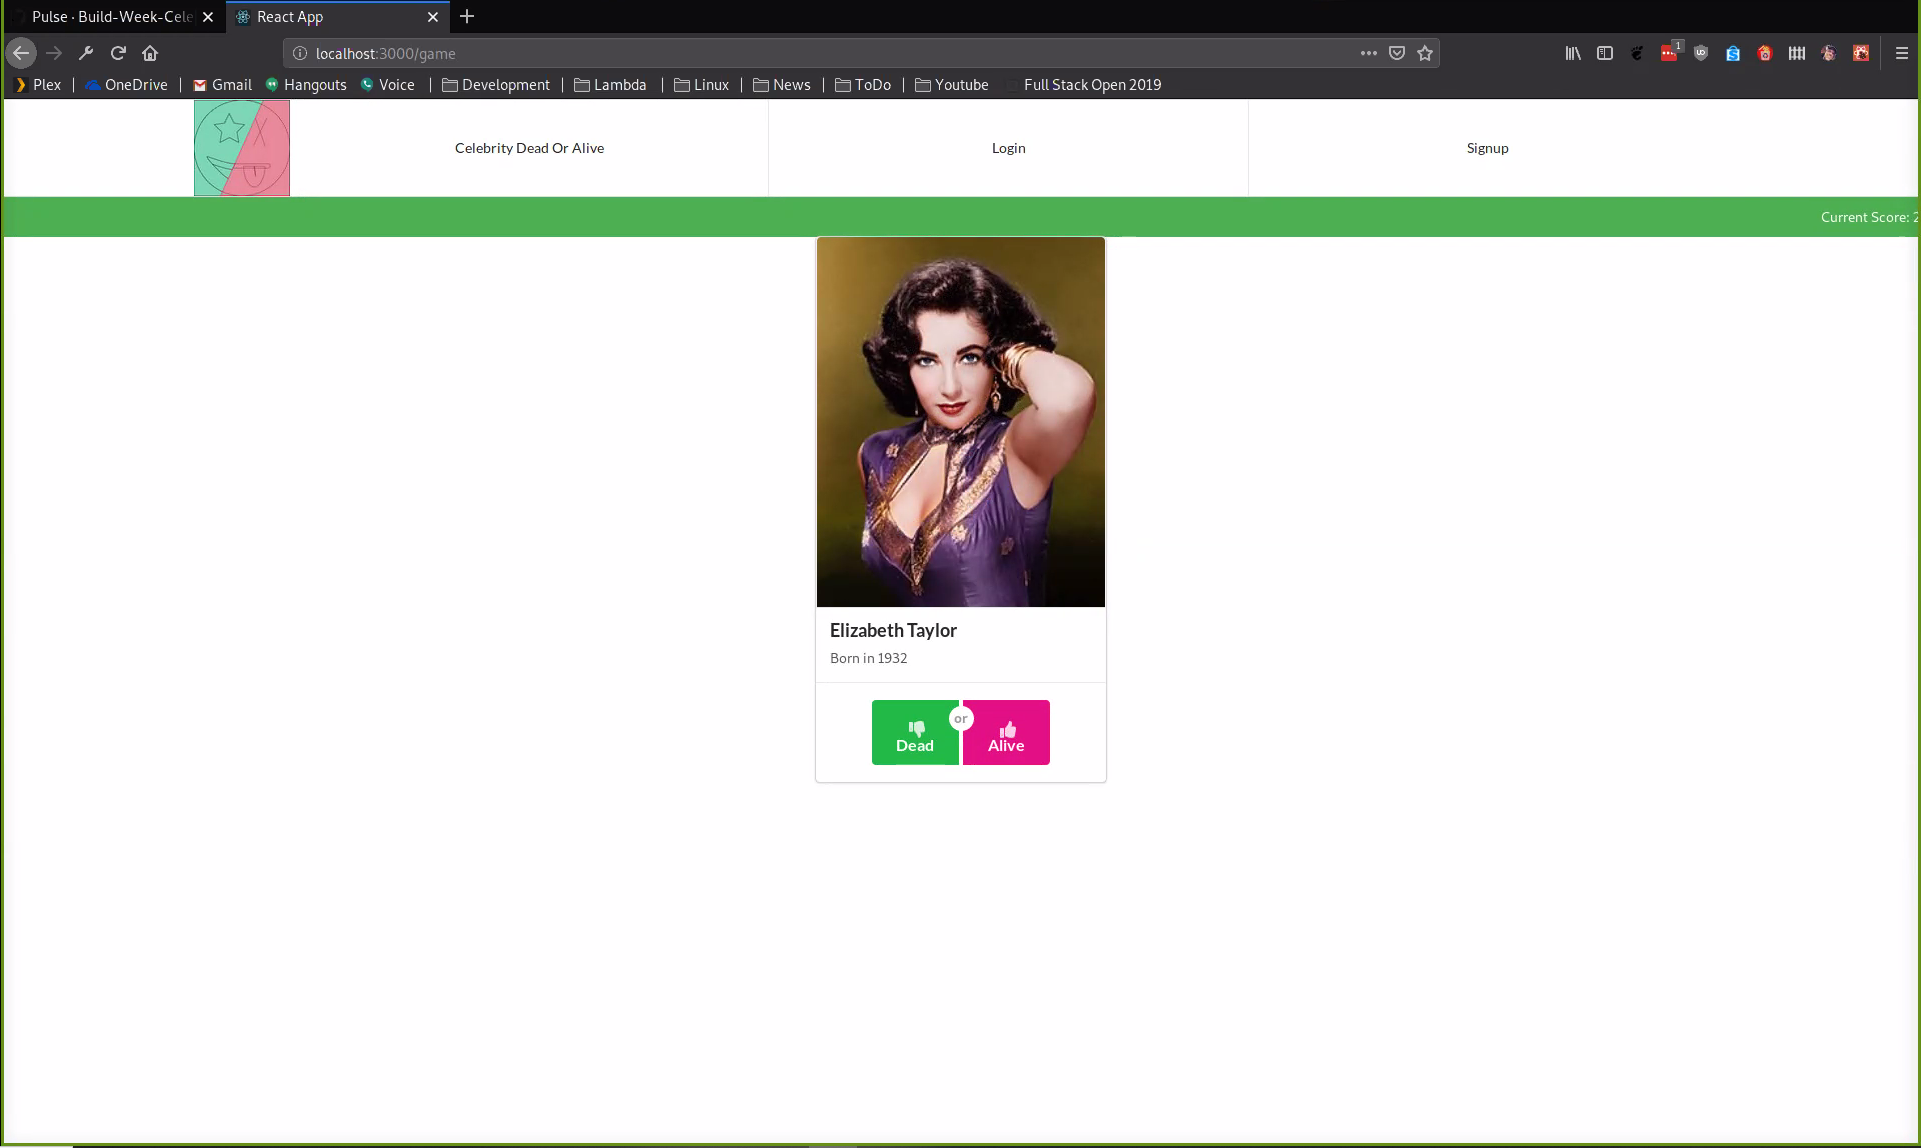 Pulse · Build-Week-Cele
React App
localhost:3000/game
1
Plex | OneDrive | Gmail Hangouts Voice | Development | Lambda | Linux | News | ToDo | Youtube Full Stack Open 2019
Celebrity Dead Or Alive Login Signup
Current Score: 2
Elizabeth Taylor
Born in 1932
Dead or Alive